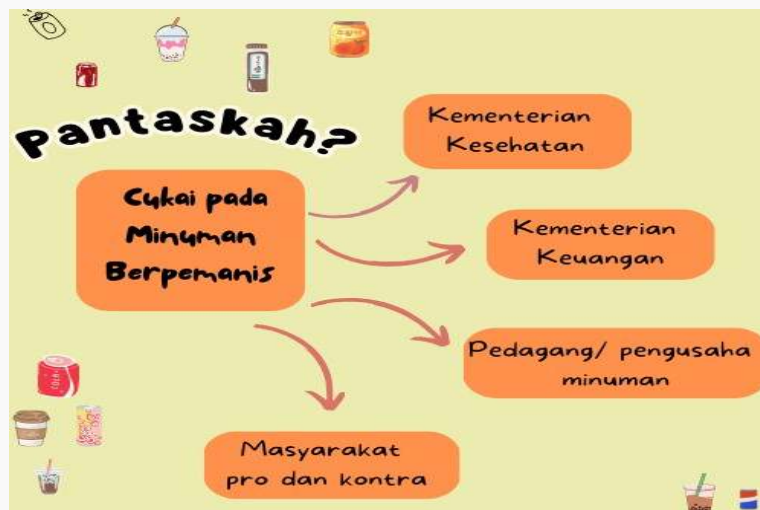 Pantaskah?
Cukai pada
Minuman
Berpemanis
Kementerian
Kesehatan
Kementerian
Keuangan
Pedagang/ pengusaha
minuman
Masyarakat
pro dan kontra